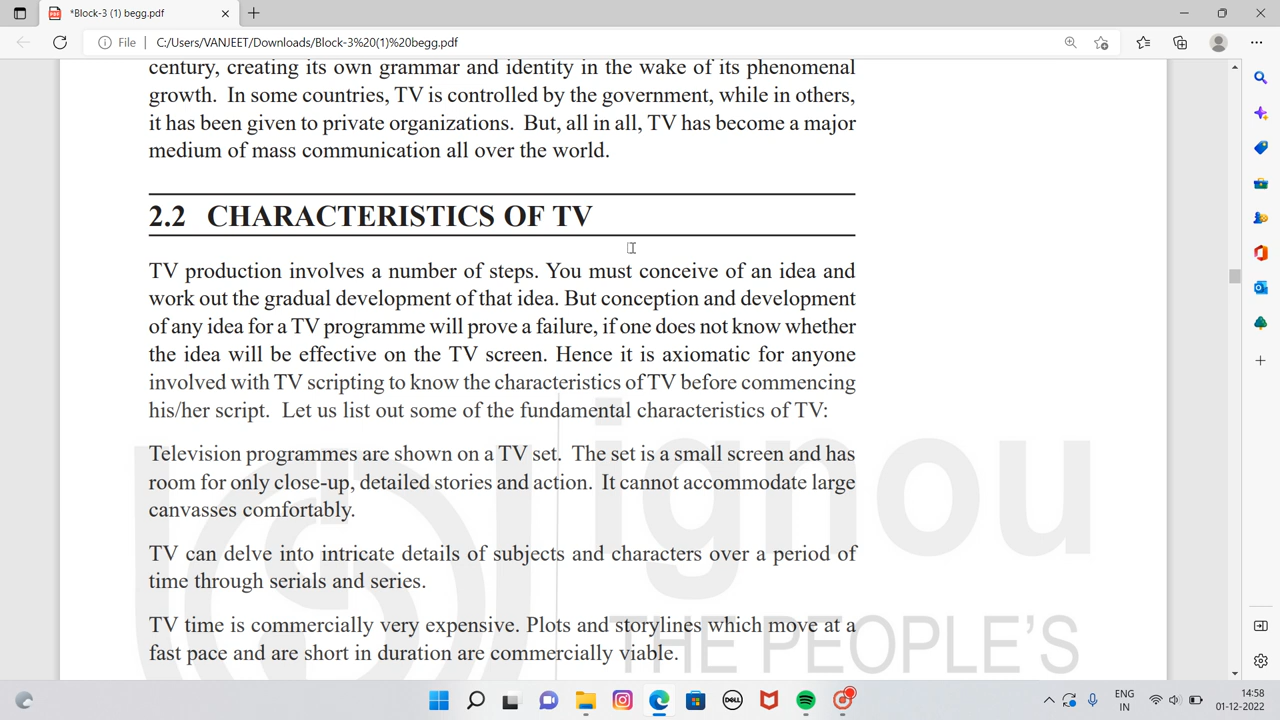 *Block-3 (1) begg.pdf
File
C:/Users/VANJEET/Downloads/Block-3%20(1)%20begg.pdf
century, creating its own grammar and identity in the wake of its phenomenal
growth. In some countries, TV is controlled by the government, while in others,
it has been given to private organizations. But, all in all, TV has become a major
medium of mass communication all over the world.
2.2 CHARACTERISTICS OF TV
TV production involves a number of steps. You must conceive of an idea and
work out the gradual development of that idea. But conception and development
of any idea for a TV programme will prove a failure, if one does not know whether
the idea will be effective on the TV screen. Hence it is axiomatic for anyone
involved with TV scripting to know the characteristics of TV before commencing
his/her script. Let us list out some of the fundamental characteristics of TV:
Television programmes are shown on a TV set. The set is a small screen and has
room for only close-up, detailed stories and action. It cannot accommodate large
canvasses comfortably.
TV can delve into intricate details of subjects and characters over a period of
time through serials and series.
TV time is commercially very expensive. Plots and storylines which move at a
fast pace and are short in duration are commercially viable.
ignou
THE PEOPLE'S
DELL
ENG
IN
14:58
01-12-2022